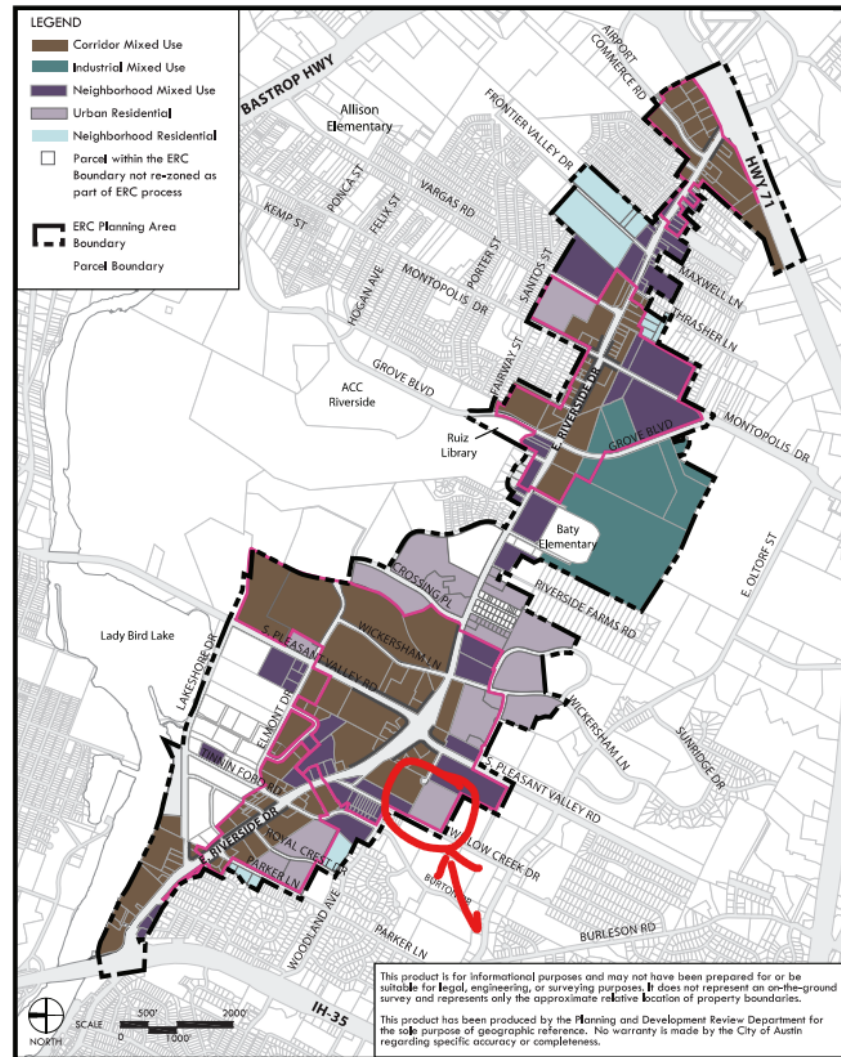 LEGEND
Corridor Mixed Use
Industrial Mixed Use
Neighborhood Mixed Use
Urban Residential
Neighborhood Residential
Parcel within the ERC
Boundary not re-zoned as
part of ERC process
ERC Planning Area
Boundary
Parcel Boundary
BASTROP HWY
AIRPORT
COMMERCE RD
Allison
Elementary
FRONTIER VALLEY DR
HWY 71
PONCA ST
VARGAS RD
FELIX ST
KEMP ST
PORTER ST
SANTOS ST
MAXWELL LN
HOGAN AVE
MONTOPOLIS DR
THRASHER LN
FAIRWAY ST
GROVE BLVD
ACC
Riverside
E. RIVERSIDE DR
MONTOPOLIS DR
GROVE BLVD
Ruiz
Library
Baty
Elementary
E. OLTORF ST
CROSSING PL
RIVERSIDE FARMS RD
Lady Bird Lake
LAKESHORE DR
WICKERSHAM LN
S. PLEASANT VALLEY RD
ELMONT DR
WICKERSHAM LN
SUNRIDGE DR
TINNIN FORD RD
S. PLEASANT VALLEY RD
E. RIVERSIDE DR
ROYAL CREST DR
PARKER LN
WILLOW CREEK DR
BURTON DR
WOODLAND AVE
PARKER LN
BURLESON RD
IH-35
NORTH
SCALE
500'
2000'
0
1000'
This product is for informational purposes and may not have been prepared for or be
suitable for legal, engineering, or surveying purposes. It does not represent an on-the-ground
survey and represents only the approximate relative location of property boundaries.
This product has been produced by the Planning and Development Review Department for
the sole purpose of geographic reference. No warranty is made by the City of Austin
regarding specific accuracy or completeness.